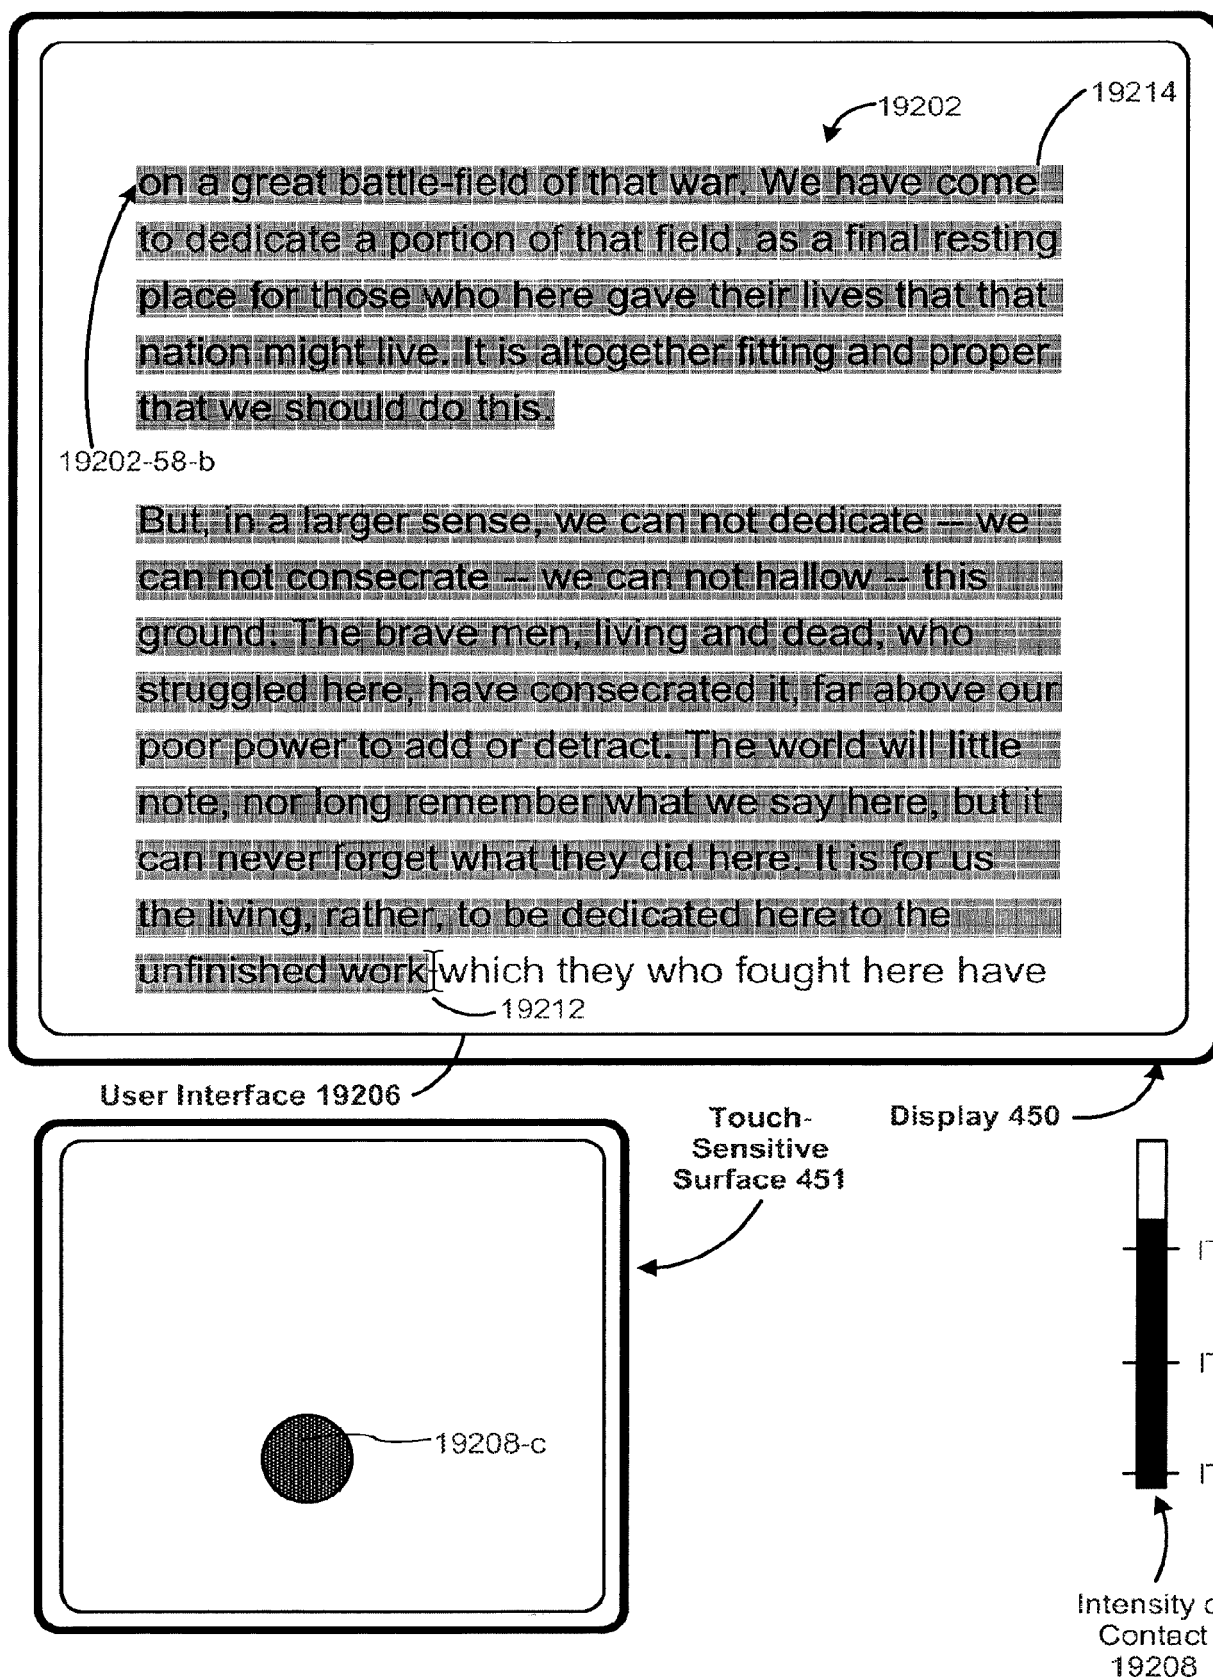 19202
19214
on a great battle-field of that war. We have come
to dedicate a portion of that field, as a final resting
place for those who here gave their lives that that
nation might live. It is altogether fitting and proper
that we should do this.
19202-58-b
But, in a larger sense, we can not dedicate -- we
can not consecrate -- we can not hallow -- this
ground. The brave men, living and dead, who
struggled here, have consecrated it, far above our
poor power to add or detract. The world will little
note, nor long remember what we say here, but it
can never forget what they did here. It is for us
the living, rather, to be dedicated here to the
unfinished work which they who fought here have
19212
User Interface 19206
Display 450
Touch-
Sensitive
Surface 451
19208-c
Intensity
Contact
19208